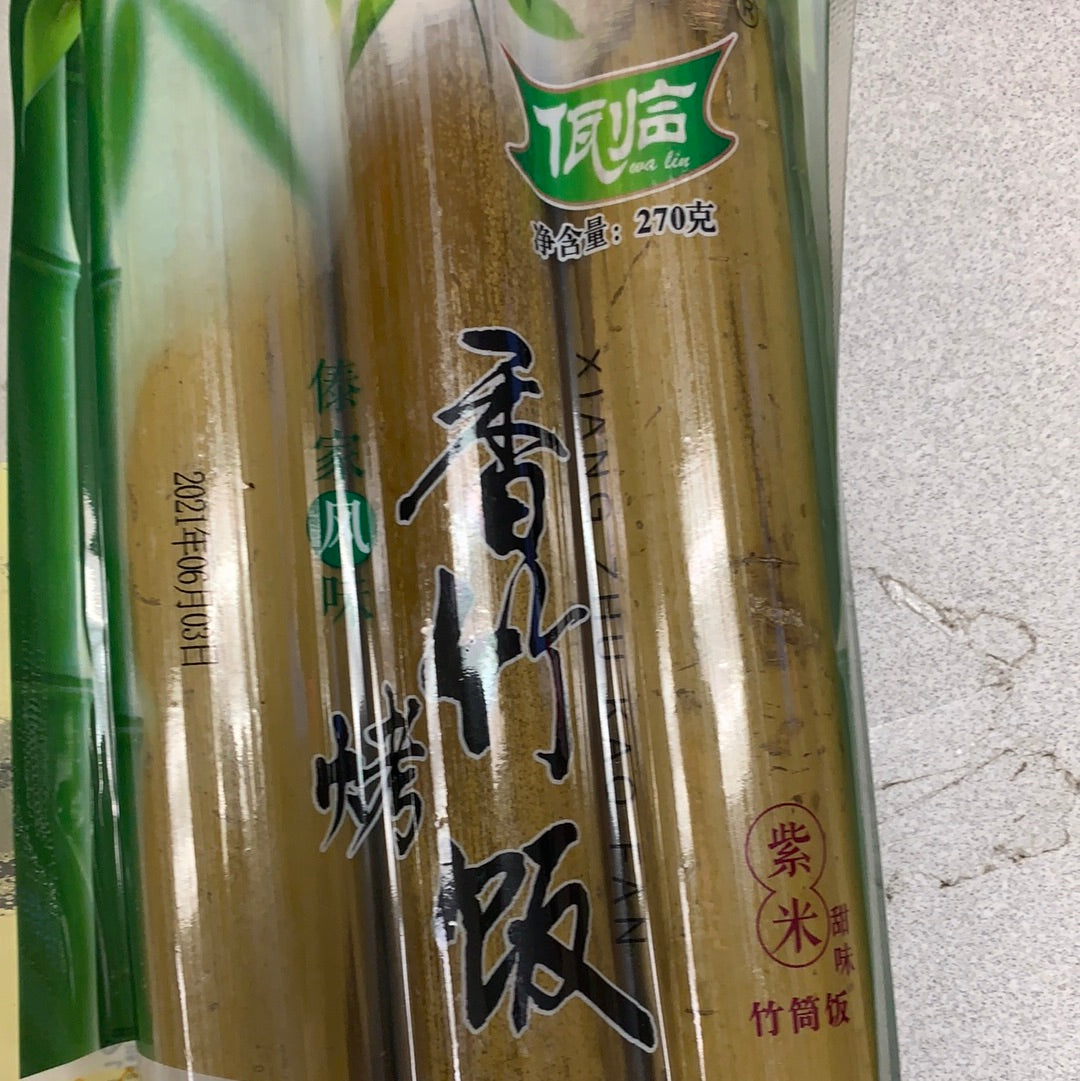 ®
佤临
wa lin
净含量：270克
傣家风味
香竹烤饭
XIANG ZHU KAO FAN
2021年06月03日
紫米
甜味
竹筒饭